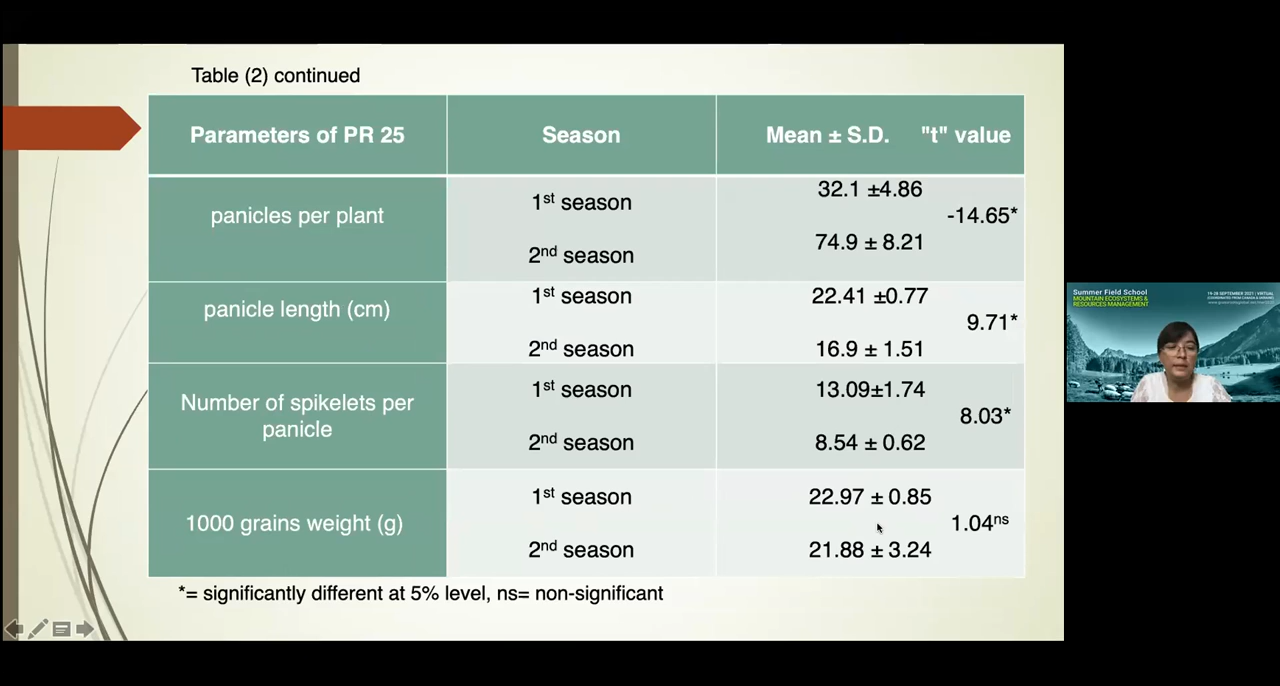 Table (2) continued
Parameters of PR 25 Season Mean ± S.D. "t" value
panicles per plant
1st season 32.1 ±4.86
-14.65*
2nd season 74.9 ± 8.21
panicle length (cm)
1st season 22.41 ±0.77
9.71*
2nd season 16.9 ± 1.51
Number of spikelets per
panicle
1st season 13.09±1.74
8.03*
2nd season 8.54 ± 0.62
1000 grains weight (g)
1st season 22.97 ± 0.85
1.04ns
2nd season 21.88 ± 3.24
*= significantly different at 5% level, ns= non-significant
Summer Field School
MOUNTAIN ECOSYSTEMS &
RESOURCES MANAGEMENT